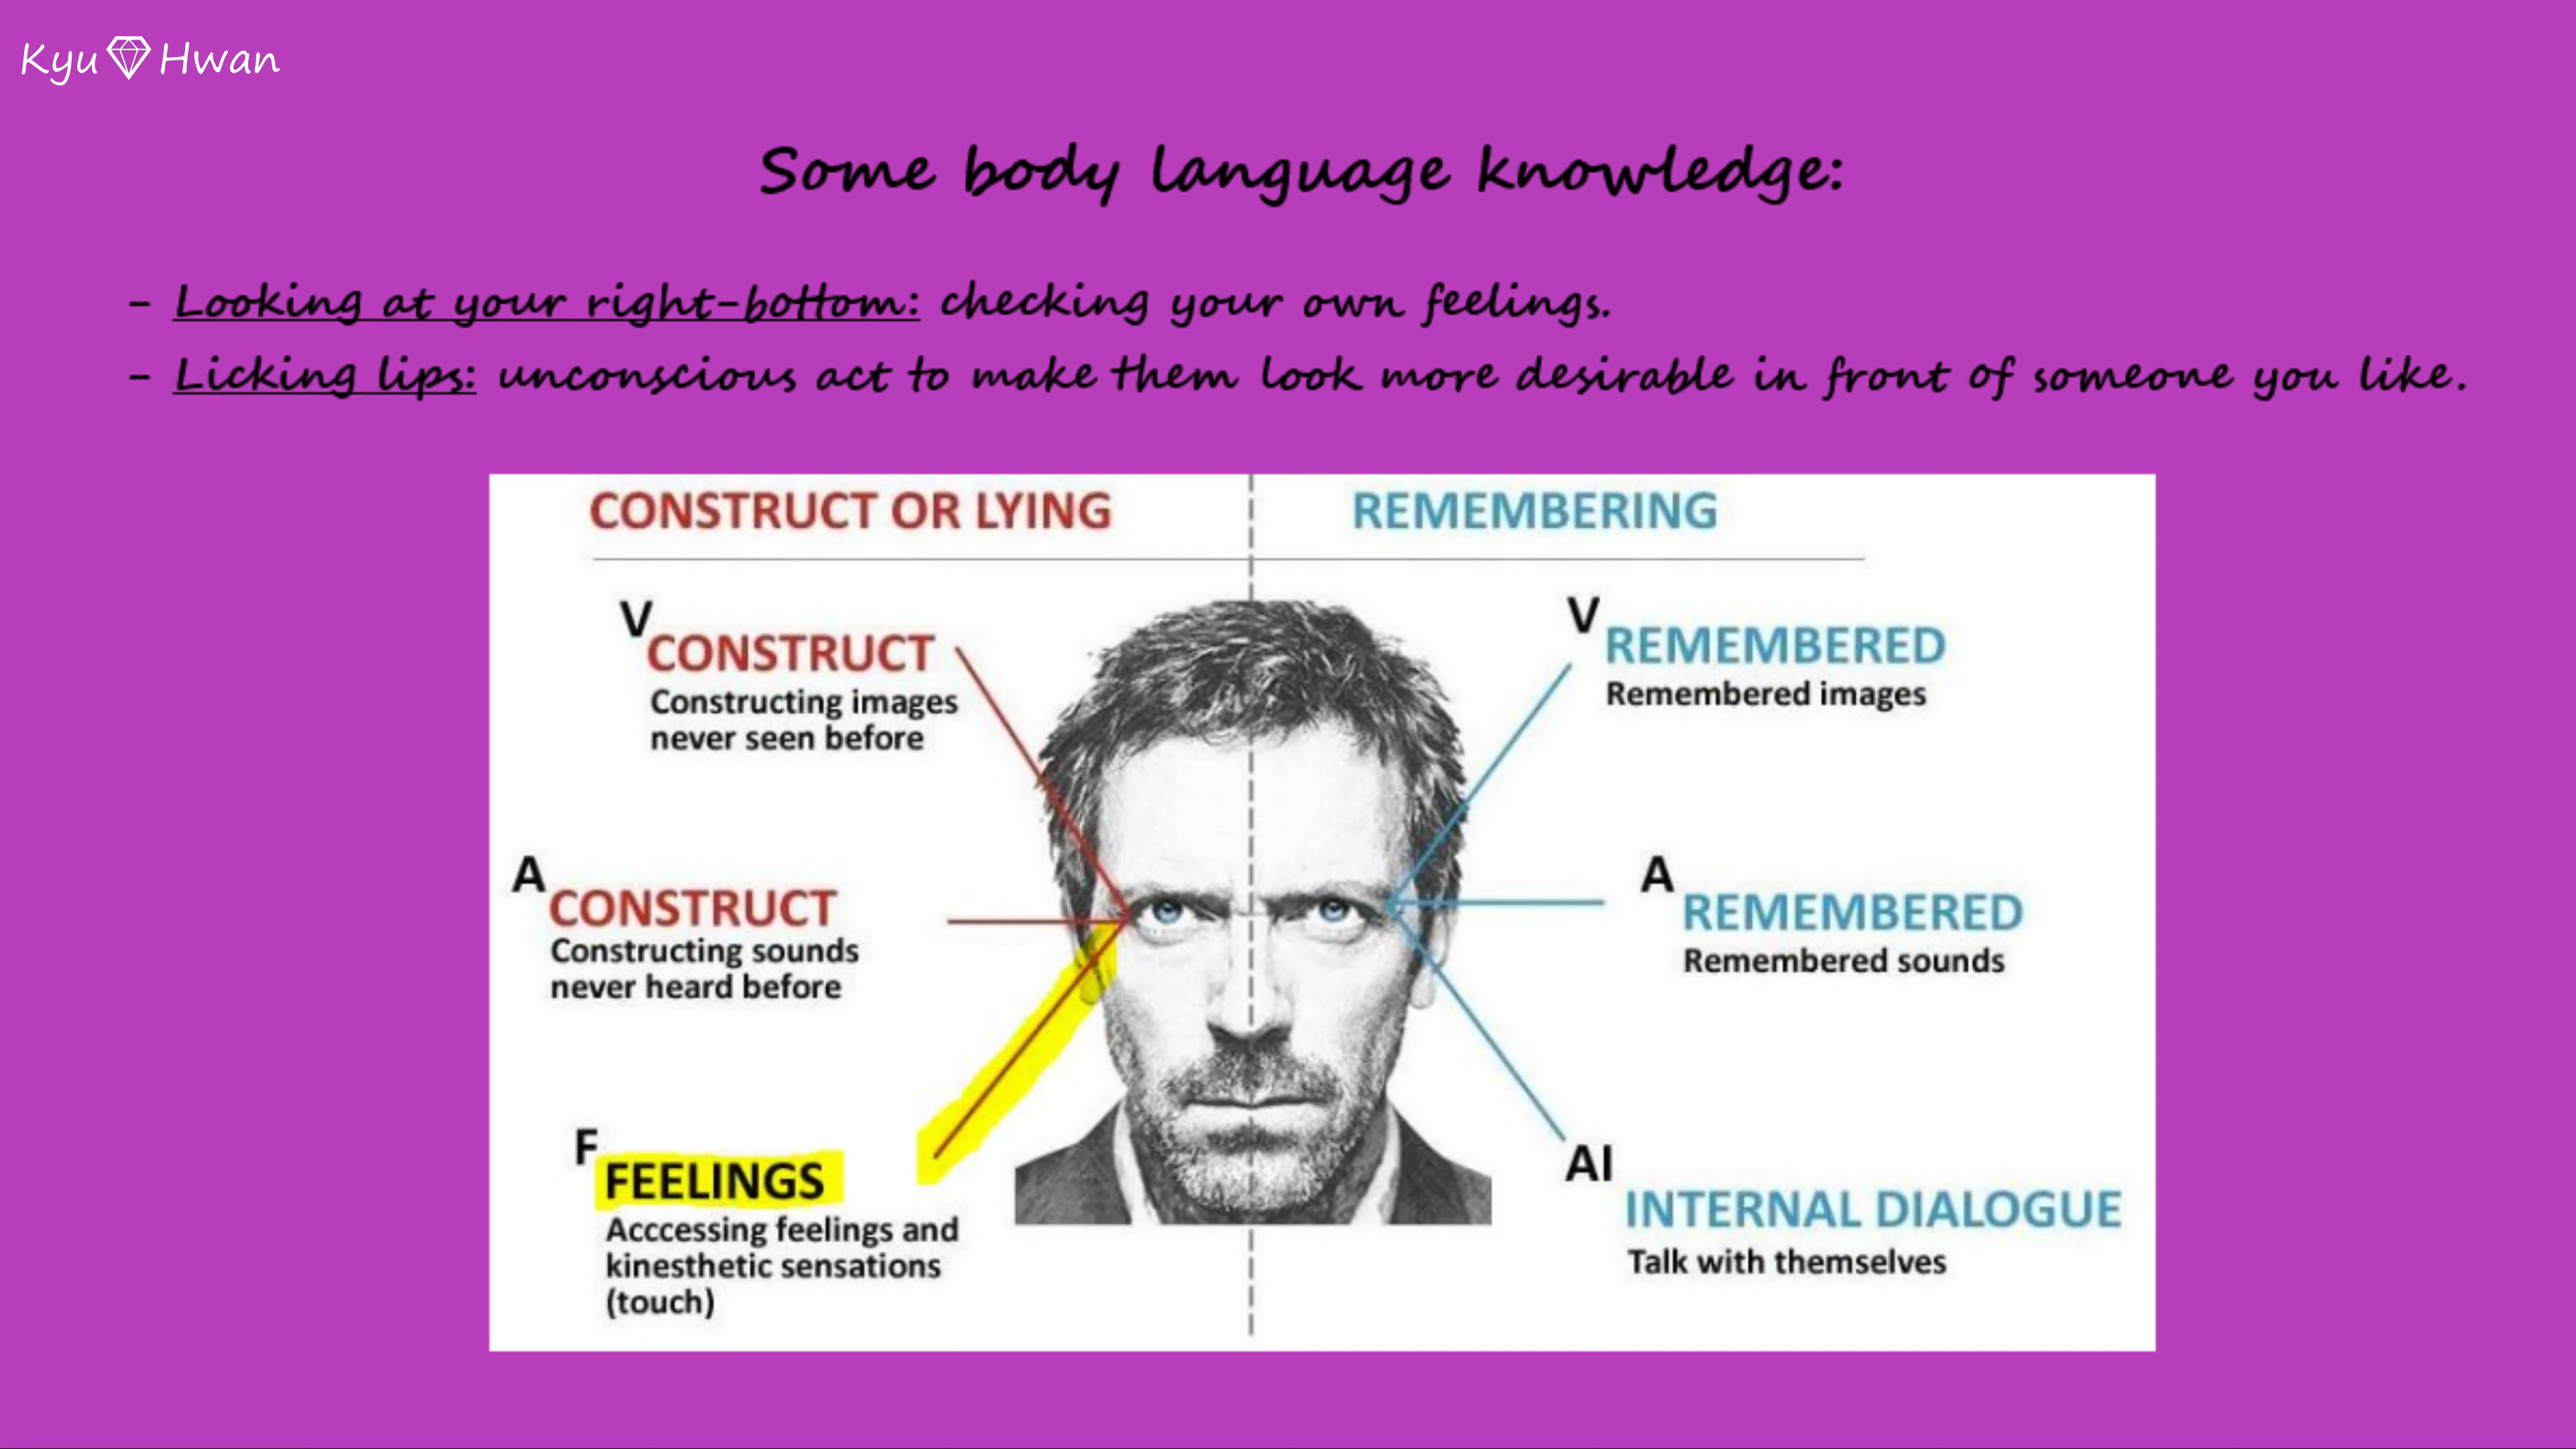 Kyu Hwan
Some body language knowledge:
- Looking at your right-bottom: checking your own feelings.
- Licking lips: unconscious act to make them look more desirable in front of someone you like.
CONSTRUCT OR LYING
REMEMBERING
V
CONSTRUCT
Constructing images
never seen before
V
REMEMBERED
Remembered images
A
CONSTRUCT
Constructing sounds
never heard before
A
REMEMBERED
Remembered sounds
F
FEELINGS
Acccessing feelings and
kinesthetic sensations
(touch)
AI
INTERNAL DIALOGUE
Talk with themselves